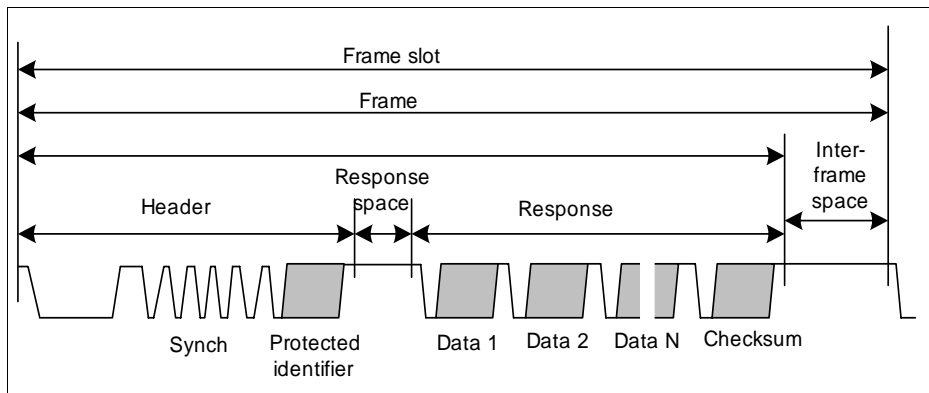 Frame slot
Frame
Inter-
frame
space
Response
space
Header
Response
Synch
Protected
identifier
Data 1
Data 2
Data N
Checksum